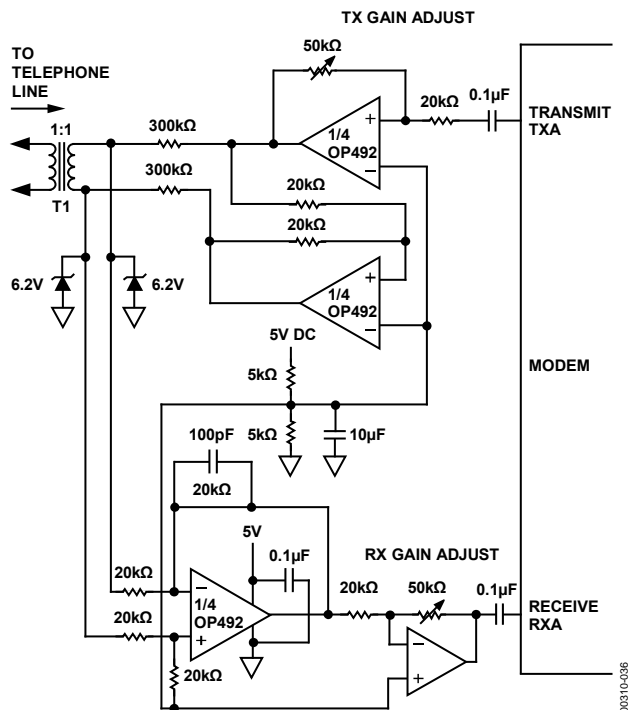 TX GAIN ADJUST
TO
TELEPHONE
LINE
50kΩ
1:1
300kΩ
20kΩ
0.1µF
TRANSMIT
TXA
+
1/4
OP492
−
300kΩ
T1
20kΩ
20kΩ
6.2V
6.2V
+
1/4
OP492
−
5V DC
MODEM
5kΩ
100pF
5kΩ
10µF
20kΩ
5V
RX GAIN ADJUST
0.1µF
20kΩ
20kΩ
50kΩ
0.1µF
RECEIVE
RXA
−
1/4
OP492
+
20kΩ
20kΩ
−
+
00310-036